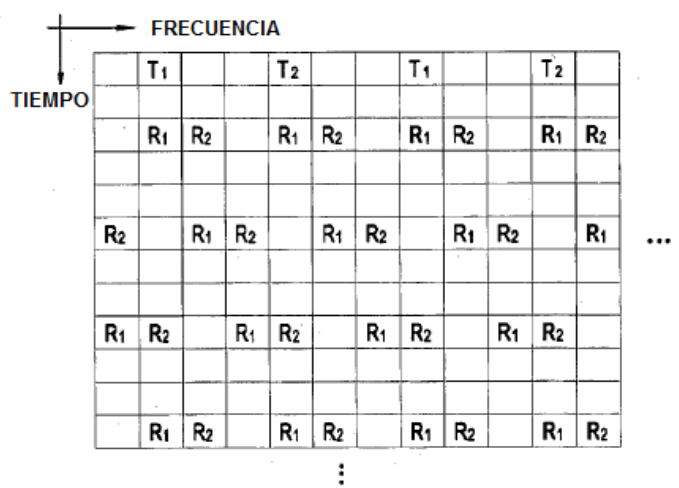 FRECUENCIA
T1 T2 T1 T2
TIEMPO
R1 R2 R1 R2 R1 R2 R1 R2
R2 R1 R2 R1 R2 R1 R2 R1 ...
R1 R2 R1 R2 R1 R2 R1 R2
R1 R2 R1 R2 R1 R2 R1 R2